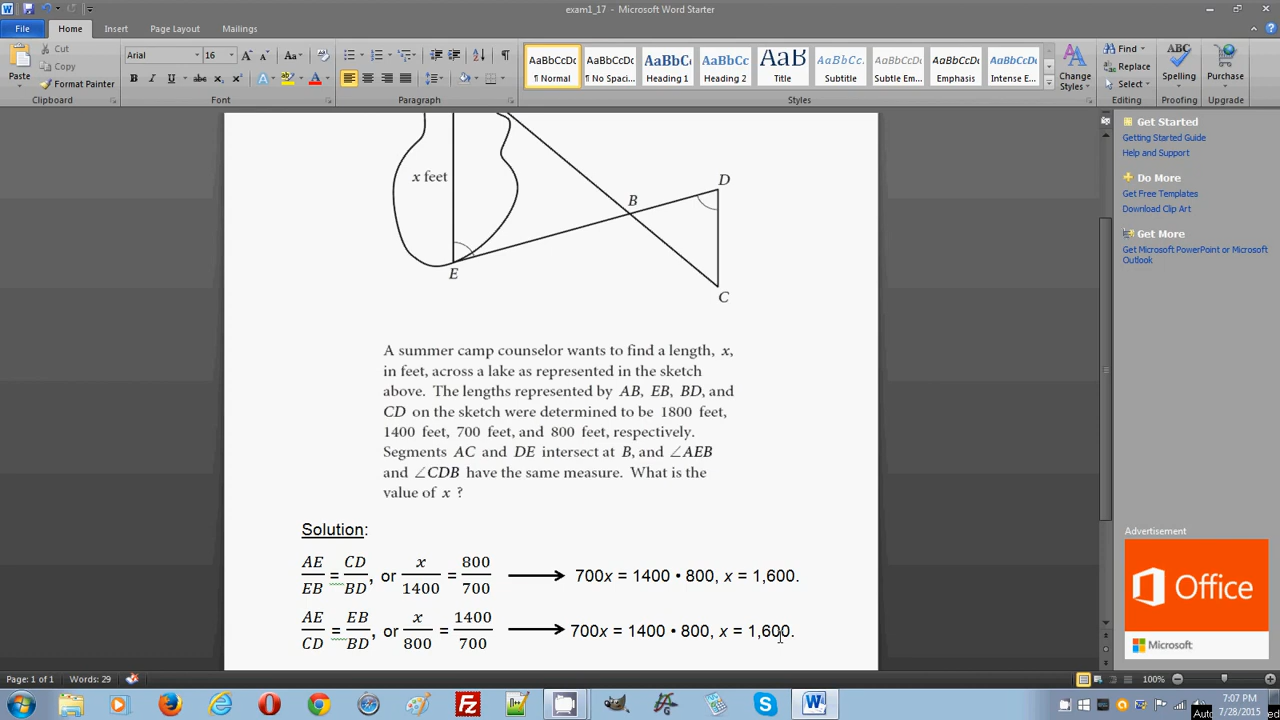 exam1_17 - Microsoft Word Starter
File Home Insert Page Layout Mailings
Paste
Cut
Copy
Format Painter
Clipboard
Arial 16
B I U abc x₂ x² A A
Font
Paragraph
AaBbCcDc AaBbCcDc AaBbCc AaBbCc AaB AaBbCc. AaBbCcDc AaBbCcDc AaBbCcDc
¶ Normal ¶ No Spaci... Heading 1 Heading 2 Title Subtitle Subtle Em... Emphasis Intense E...
Change Styles
Styles
Find
Replace
Select
Editing
ABC
Spelling
Proofing
Purchase
Upgrade
x feet
B
D
E
C
A summer camp counselor wants to find a length, x,
in feet, across a lake as represented in the sketch
above. The lengths represented by AB, EB, BD, and
CD on the sketch were determined to be 1800 feet,
1400 feet, 700 feet, and 800 feet, respectively.
Segments AC and DE intersect at B, and ∠AEB
and ∠CDB have the same measure. What is the
value of x ?
Solution:
AE/EB = CD/BD, or x/1400 = 800/700 ⟶ 700x = 1400 • 800, x = 1,600.
AE/CD = EB/BD, or x/800 = 1400/700 ⟶ 700x = 1400 • 800, x = 1,600.
Get Started
Getting Started Guide
Help and Support
Do More
Get Free Templates
Download Clip Art
Get More
Get Microsoft PowerPoint or Microsoft
Outlook
Advertisement
Office
Microsoft
Page: 1 of 1 Words: 29
100%
7:07 PM
7/28/2015